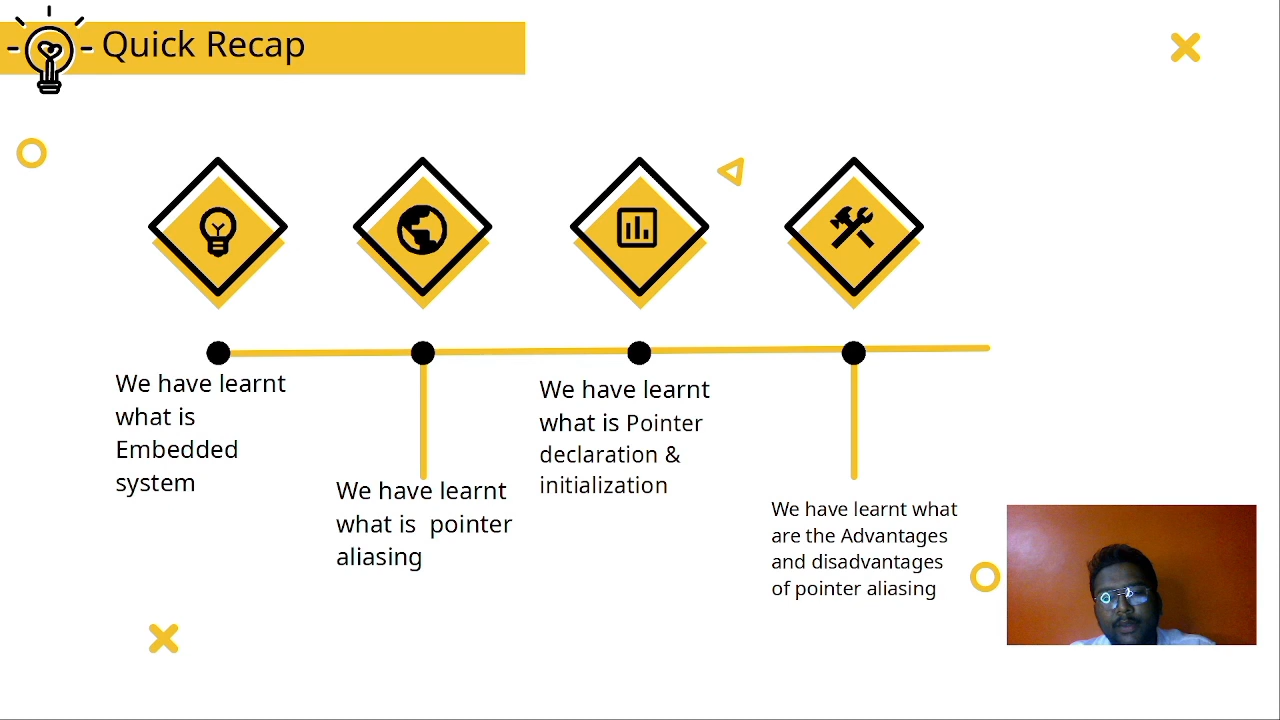 Quick Recap
We have learnt
what is
Embedded
system
We have learnt
what is pointer
aliasing
We have learnt
what is Pointer
declaration &
initialization
We have learnt what
are the Advantages
and disadvantages
of pointer aliasing